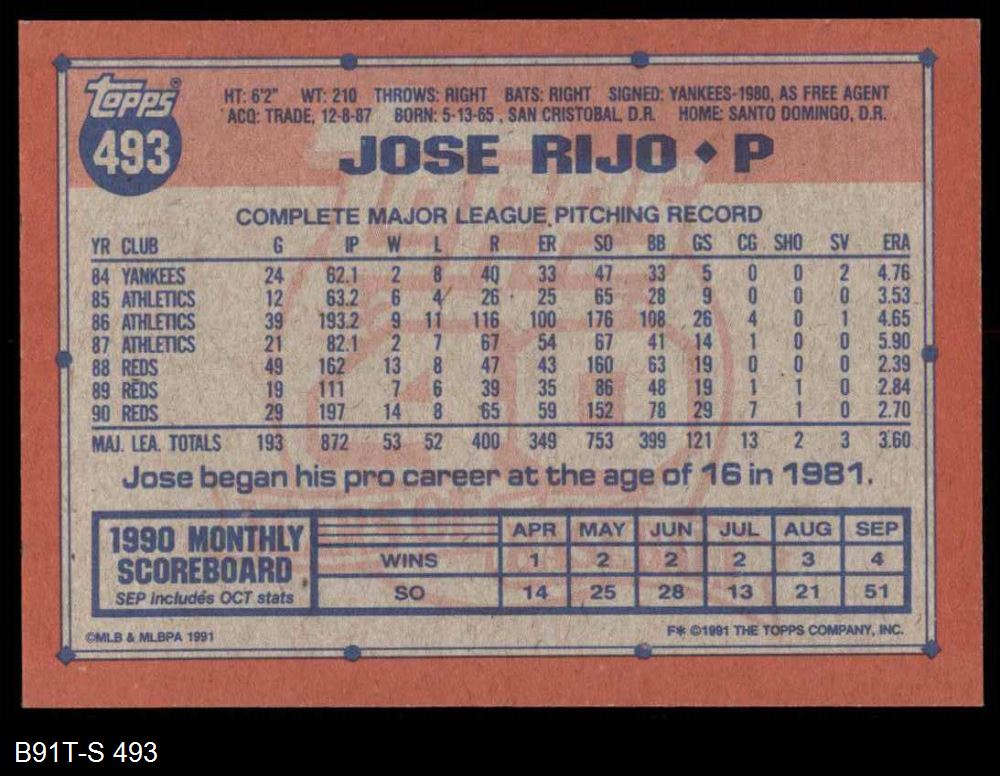 TOPPS®
493
HT: 6'2" WT: 210 THROWS: RIGHT BATS: RIGHT SIGNED: YANKEES-1980, AS FREE AGENT
ACQ: TRADE, 12-8-87 BORN: 5-13-65, SAN CRISTOBAL, D.R. HOME: SANTO DOMINGO, D.R.
JOSE RIJO ◆ P
COMPLETE MAJOR LEAGUE PITCHING RECORD
YR CLUB G IP W L R ER SO BB GS CG SHO SV ERA
84 YANKEES 24 62.1 2 8 40 33 47 33 5 0 0 2 4.76
85 ATHLETICS 12 63.2 6 4 26 25 65 28 9 0 0 0 3.53
86 ATHLETICS 39 193.2 9 11 116 100 176 108 26 4 0 1 4.65
87 ATHLETICS 21 82.1 2 7 67 54 67 41 14 1 0 0 5.90
88 REDS 49 162 13 8 47 43 160 63 19 0 0 0 2.39
89 REDS 19 111 7 6 39 35 86 48 19 1 1 0 2.84
90 REDS 29 197 14 8 65 59 152 78 29 7 1 0 2.70
MAJ. LEA. TOTALS 193 872 53 52 400 349 753 399 121 13 2 3 3.60
Jose began his pro career at the age of 16 in 1981.
1990 MONTHLY
SCOREBOARD
SEP includes OCT stats
APR MAY JUN JUL AUG SEP
WINS 1 2 2 2 3 4
SO 14 25 28 13 21 51
©MLB & MLBPA 1991
F* ©1991 THE TOPPS COMPANY, INC.
B91T-S 493